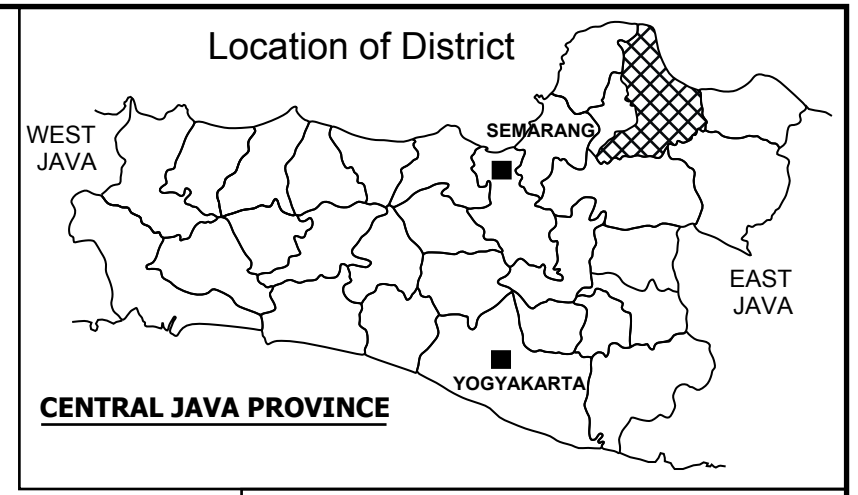 Location of District
WEST
JAVA
SEMARANG
EAST
JAVA
YOGYAKARTA
CENTRAL JAVA PROVINCE